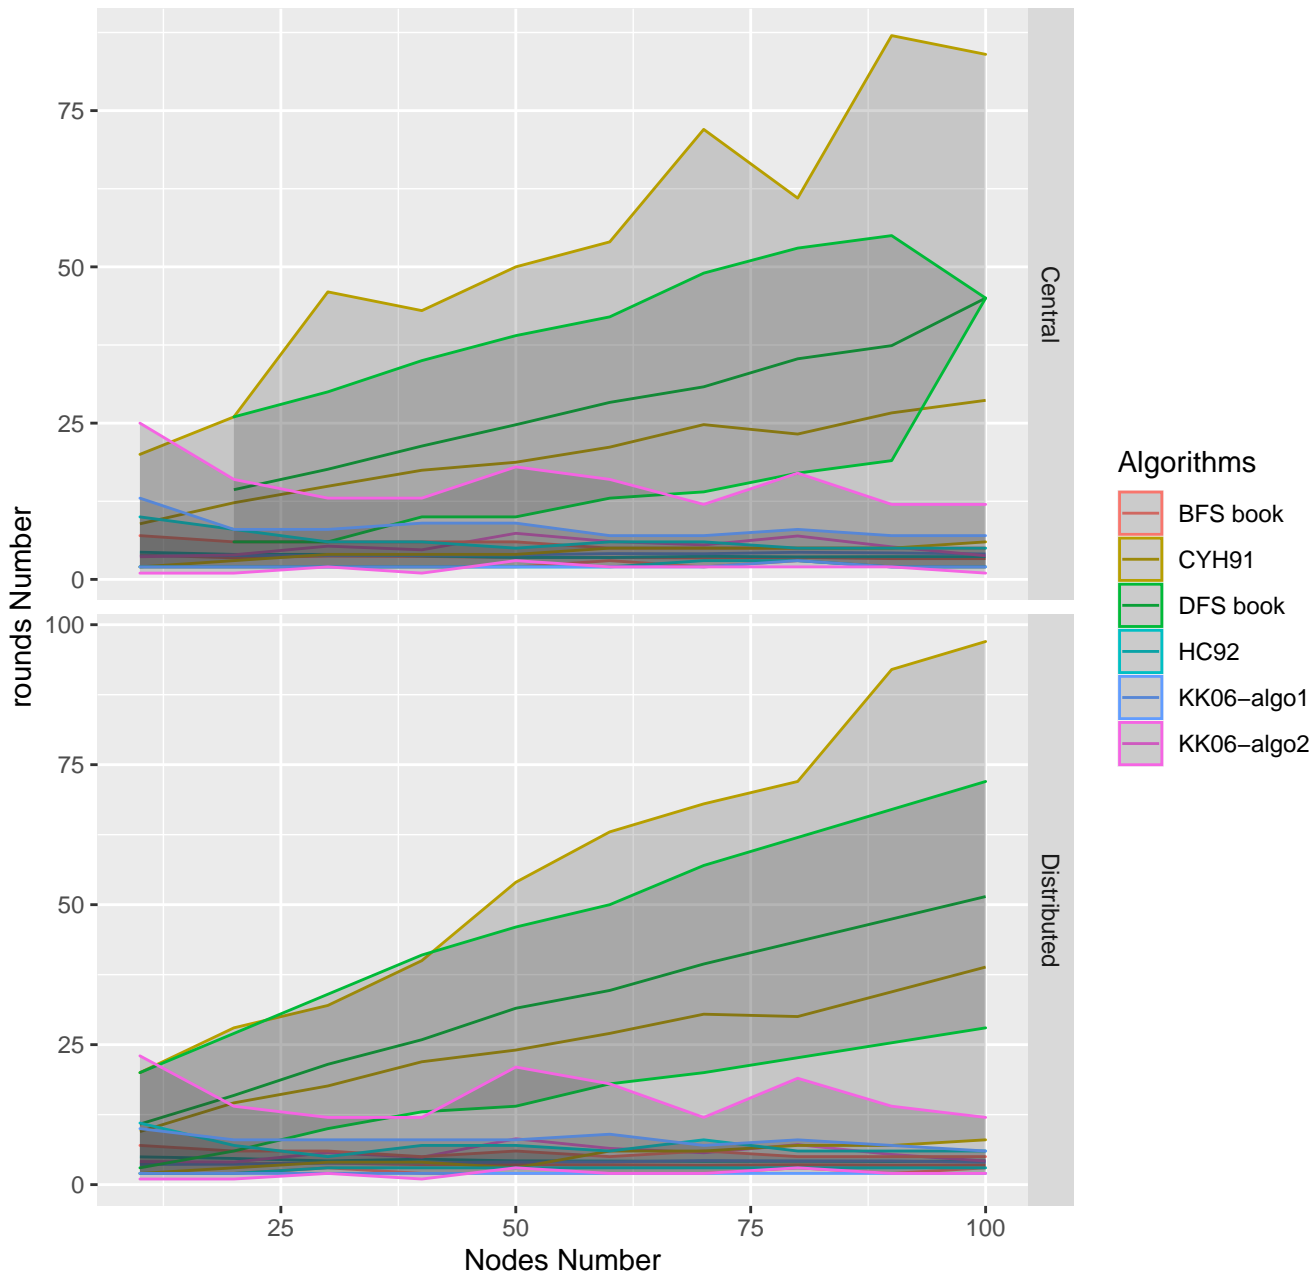 rounds Number
75
50
25
0
Central
100
75
50
25
0
Distributed
25
50
75
100
Nodes Number
Algorithms
BFS book
CYH91
DFS book
HC92
KK06−algo1
KK06−algo2